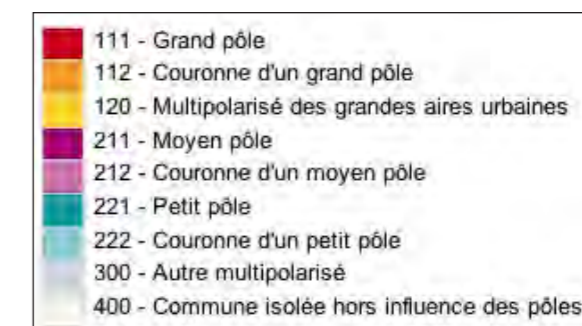 111 - Grand pôle
112 - Couronne d'un grand pôle
120 - Multipolarisé des grandes aires urbaines
211 - Moyen pôle
212 - Couronne d'un moyen pôle
221 - Petit pôle
222 - Couronne d'un petit pôle
300 - Autre multipolarisé
400 - Commune isolée hors influence des pôles